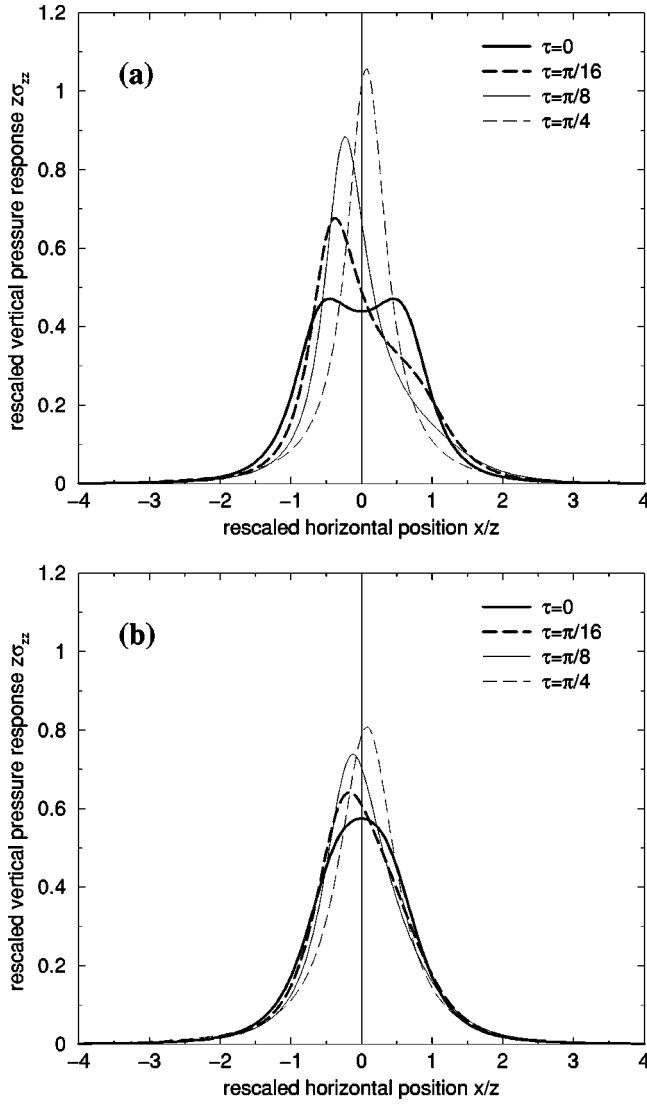 1.2
1
0.8
0.6
0.4
0.2
0
rescaled vertical pressure response zσzz
(a)
τ=0
τ=π/16
τ=π/8
τ=π/4
−4 −3 −2 −1 0 1 2 3 4
rescaled horizontal position x/z
1.2
1
0.8
0.6
0.4
0.2
0
rescaled vertical pressure response zσzz
(b)
τ=0
τ=π/16
τ=π/8
τ=π/4
−4 −3 −2 −1 0 1 2 3 4
rescaled horizontal position x/z